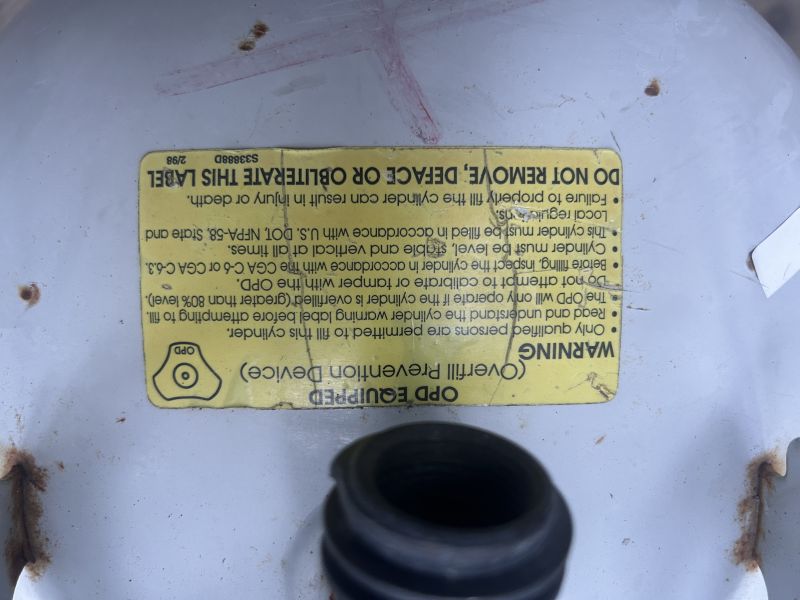 OPD EQUIPPED
(Overfill Prevention Device)
OPD
WARNING
• Only qualified persons are permitted to fill this cylinder.
• Read and understand the cylinder warning label before attempting to fill.
• The OPD will only operate if the cylinder is overfilled (greater than 80% level).
Do not attempt to calibrate or tamper with the OPD.
• Before filling, inspect the cylinder in accordance with the CGA C-6 or CGA C-6.3.
• Cylinder must be stable, level, and vertical at all times.
• This cylinder must be filled in accordance with U.S. DOT, NFPA-58, State and
Local regulations.
• Failure to properly fill the cylinder can result in injury or death.
DO NOT REMOVE, DEFACE OR OBLITERATE THIS LABEL
S33888D
2/98